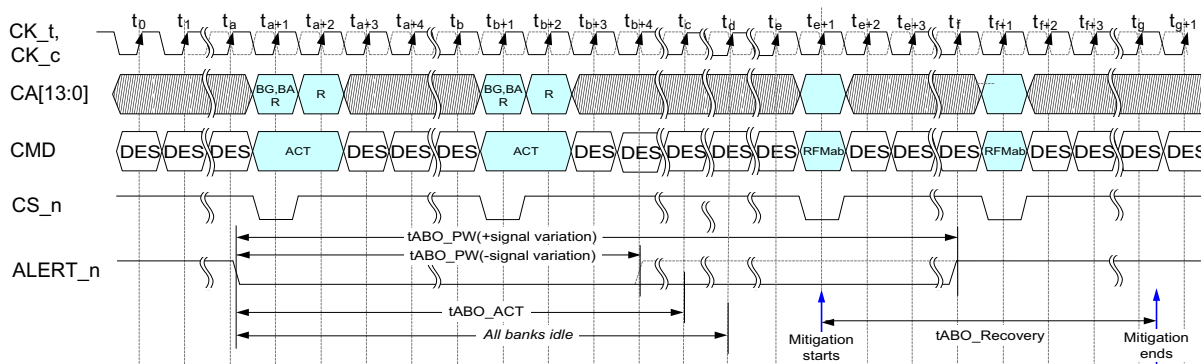 t0 t1 ta ta+1 ta+2 ta+3 ta+4 tb tb+1 tb+2 tb+3 tb+4 tc td te te+1 te+2 te+3 tf tf+1 tf+2 tf+3 tg tg+1
CK_t,
CK_c
CA[13:0] BG,BA R BG,BA R
R R
CMD DES DES DES ACT DES DES DES ACT DES DES DES DES DES RFMab DES DES DES RFMab DES DES DES DES
CS_n
tABO_PW(+signal variation)
tABO_PW(-signal variation)
ALERT_n
tABO_ACT
All banks idle
tABO_Recovery
Mitigation
starts
Mitigation
ends